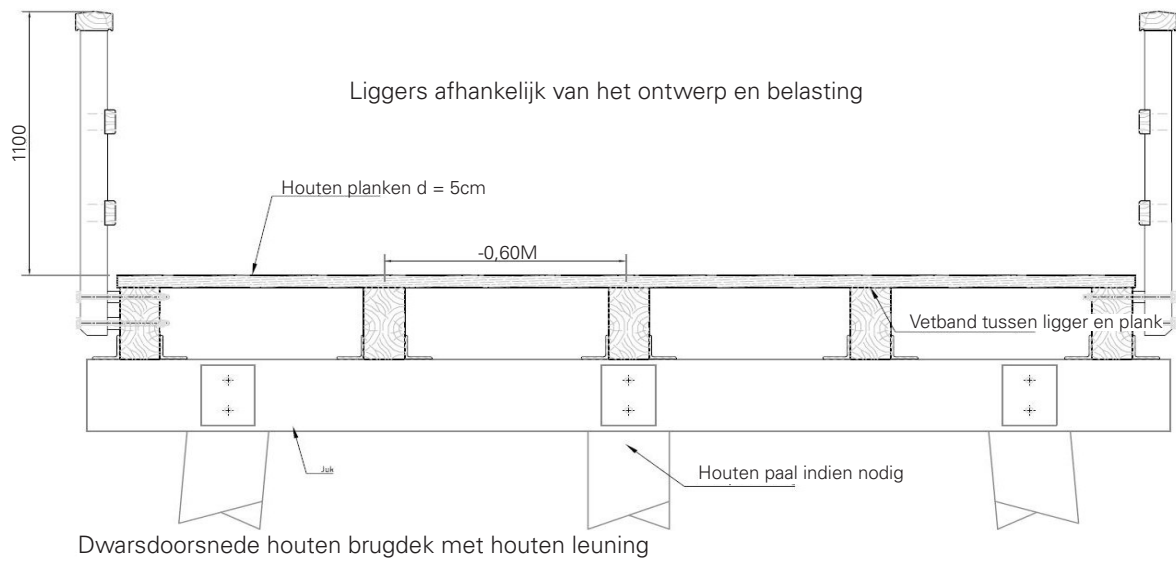 1100
Liggers afhankelijk van het ontwerp en belasting
Houten planken d = 5cm
-0,60M
Vetband tussen ligger en plank
Juk
Houten paal indien nodig
Dwarsdoorsnede houten brugdek met houten leuning